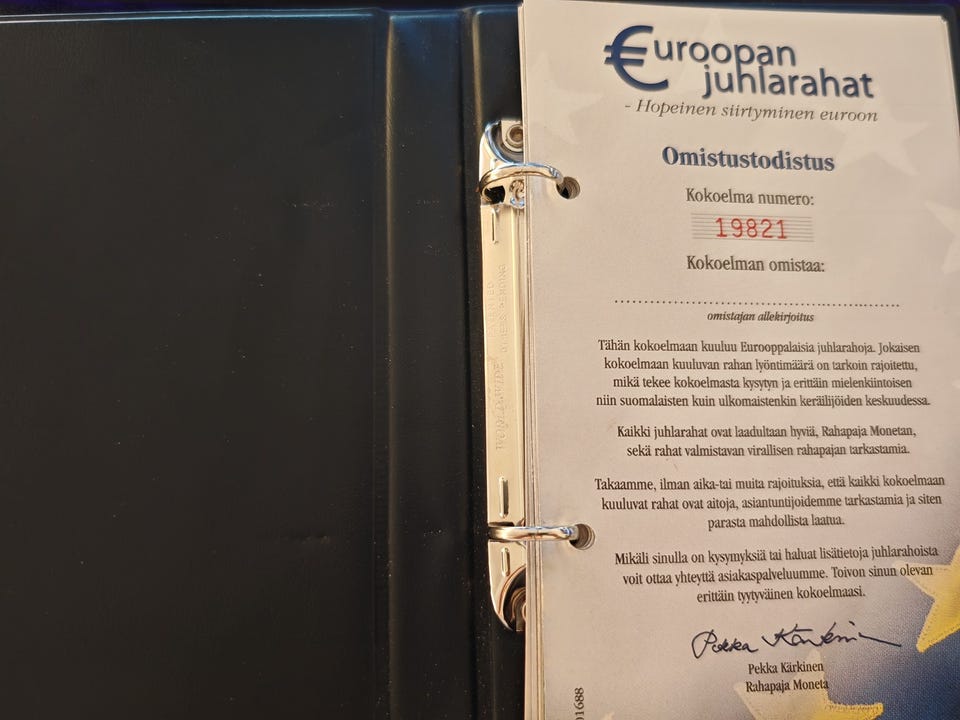 €uroopan
juhlarahat
- Hopeinen siirtyminen euroon
Omistustodistus
Kokoelma numero:
19821
Kokoelman omistaa:
omistajan allekirjoitus
Tähän kokoelmaan kuuluu Eurooppalaisia juhlarahoja. Jokaisen
kokoelmaan kuuluvan rahan lyöntimäärä on tarkoin rajoitettu,
mikä tekee kokoelmasta kysytyn ja erittäin mielenkiintoisen
niin suomalaisten kuin ulkomaistenkin keräilijöiden keskuudessa.
Kaikki juhlarahat ovat laadultaan hyviä, Rahapaja Monetan,
sekä rahat valmistavan virallisen rahapajan tarkastamia.
Takaamme, ilman aika-tai muita rajoituksia, että kaikki kokoelmaan
kuuluvat rahat ovat aitoja, asiantuntijoidemme tarkastamia ja siten
parasta mahdollista laatua.
Mikäli sinulla on kysymyksiä tai haluat lisätietoja juhlarahoista
voit ottaa yhteyttä asiakaspalveluumme. Toivon sinun olevan
erittäin tyytyväinen kokoelmaasi.
Pekka Kärkinen
Pekka Kärkinen
Rahapaja Moneta
01688